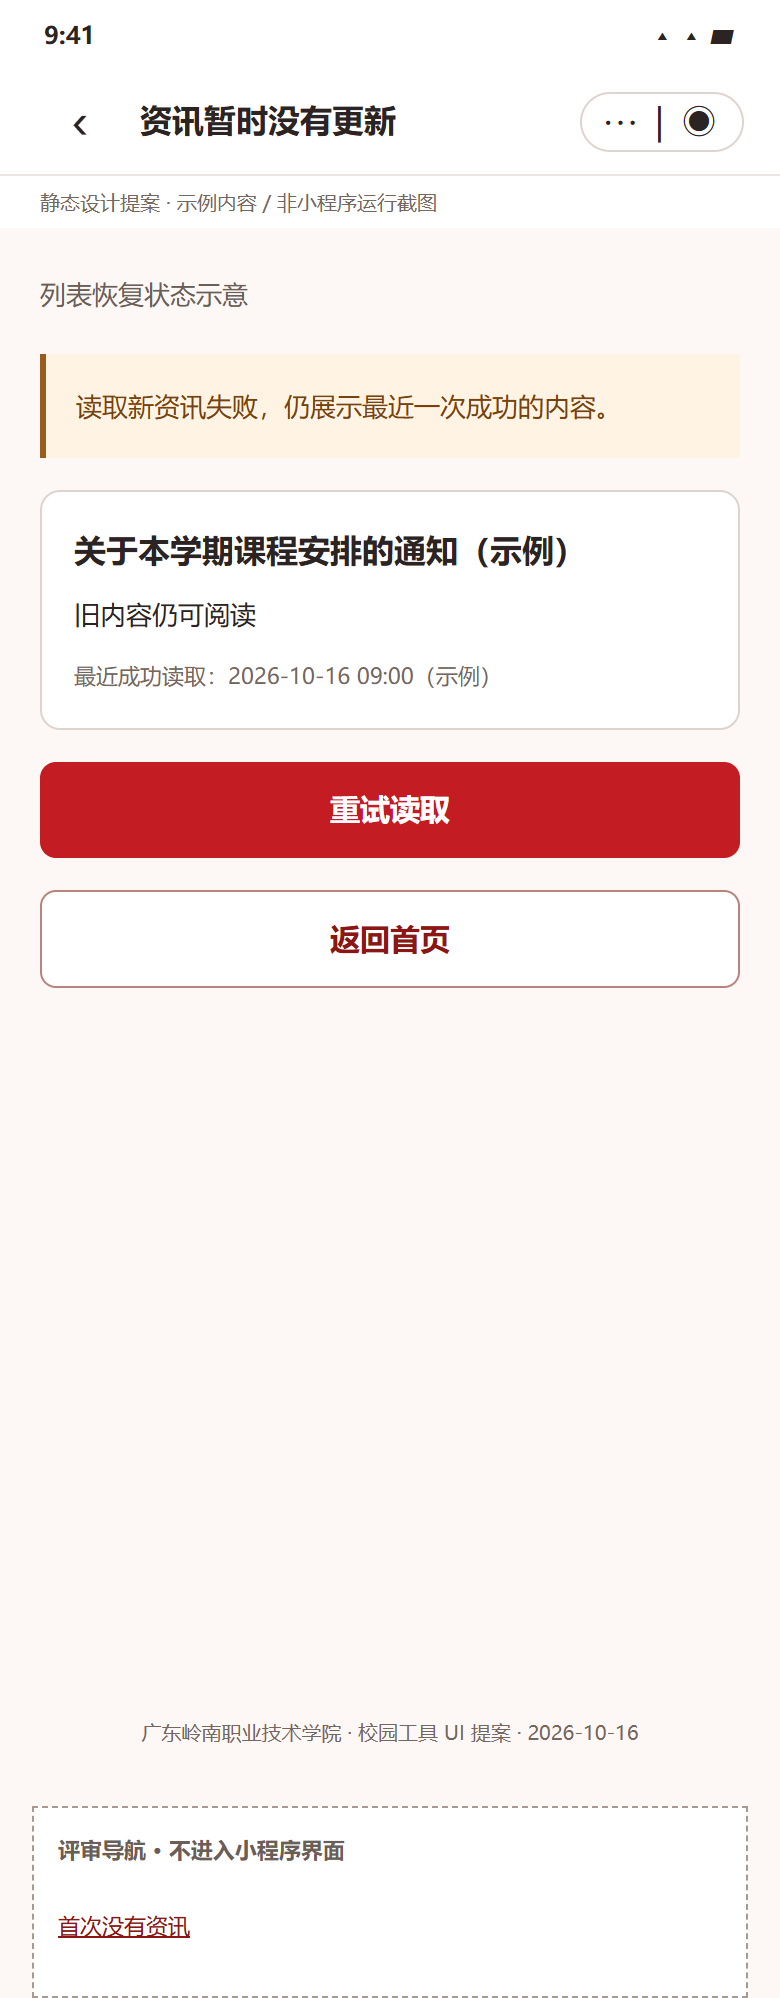 9:41
资讯暂时没有更新
静态设计提案 · 示例内容 / 非小程序运行截图
列表恢复状态示意
读取新资讯失败，仍展示最近一次成功的内容。
关于本学期课程安排的通知（示例）
旧内容仍可阅读
最近成功读取：2026-10-16 09:00（示例）
重试读取
返回首页
广东岭南职业技术学院 · 校园工具 UI 提案 · 2026-10-16
评审导航 · 不进入小程序界面
首次没有资讯